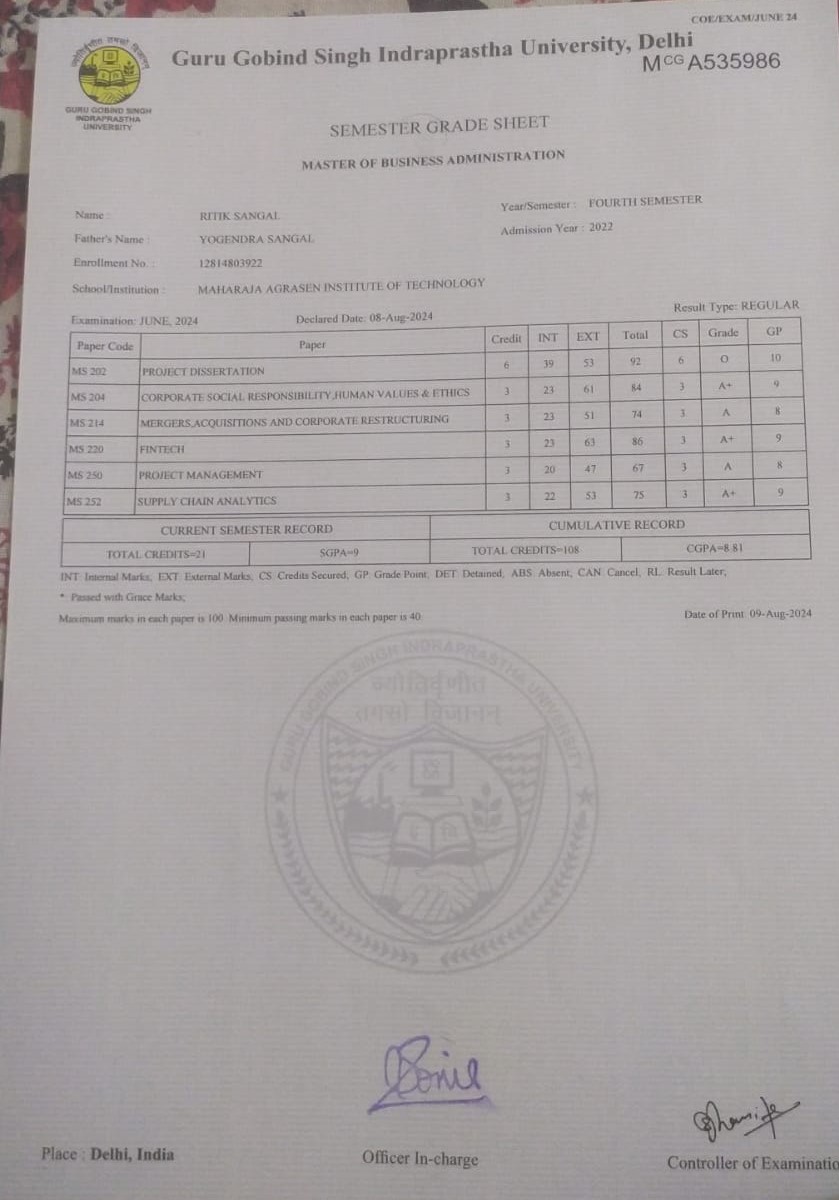 COE/EXAM/JUNE 24
Guru Gobind Singh Indraprastha University, Delhi
MCG A535986
GURU GOBIND SINGH
INDRAPRASTHA
UNIVERSITY
SEMESTER GRADE SHEET
MASTER OF BUSINESS ADMINISTRATION
Name : RITIK SANGAL Year/Semester : FOURTH SEMESTER
Father's Name : YOGENDRA SANGAL Admission Year : 2022
Enrollment No. : 12814803922
School/Institution : MAHARAJA AGRASEN INSTITUTE OF TECHNOLOGY
Examination: JUNE, 2024 Declared Date: 08-Aug-2024 Result Type: REGULAR
Paper Code Paper Credit INT EXT Total CS Grade GP
MS 202 PROJECT DISSERTATION 6 39 53 92 6 O 10
MS 204 CORPORATE SOCIAL RESPONSIBILITY,HUMAN VALUES & ETHICS 3 23 61 84 3 A+ 9
MS 214 MERGERS,ACQUISITIONS AND CORPORATE RESTRUCTURING 3 23 51 74 3 A 8
MS 220 FINTECH 3 23 63 86 3 A+ 9
MS 250 PROJECT MANAGEMENT 3 20 47 67 3 A 8
MS 252 SUPPLY CHAIN ANALYTICS 3 22 53 75 3 A+ 9
CURRENT SEMESTER RECORD CUMULATIVE RECORD
TOTAL CREDITS=21 SGPA=9 TOTAL CREDITS=108 CGPA=8.81
INT: Internal Marks, EXT: External Marks, CS: Credits Secured, GP: Grade Point, DET: Detained, ABS: Absent, CAN: Cancel, RL: Result Later,
*: Passed with Grace Marks;
Maximum marks in each paper is 100. Minimum passing marks in each paper is 40. Date of Print: 09-Aug-2024
GURU GOBIND SINGH INDRAPRASTHA UNIVERSITY
Place : Delhi, India Officer In-charge Controller of Examinatio